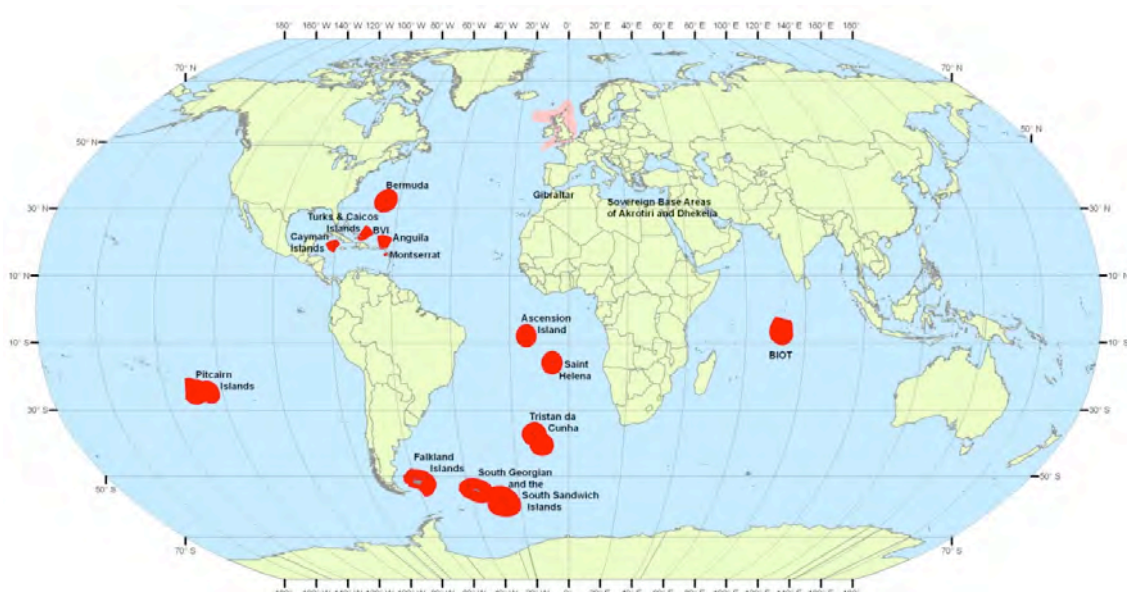 180° W 160° W 140° W 120° W 100° W 80° W 60° W 40° W 20° W 0° 20° E 40° E 60° E 80° E 100° E 120° E 140° E 160° E 180°
70° N
70° N
50° N
50° N
Bermuda
Gibraltar
Sovereign Base Areas
of Akrotiri and Dhekelia
30° N
30° N
Turks & Caicos
Islands
BVI
Cayman
Islands
Anguila
Montserrat
10° N
10° N
Ascension
Island
10° S
10° S
BIOT
Saint
Helena
Pitcairn
Islands
30° S
30° S
Tristan da
Cunha
Falkland
Islands
South Georgian
and the
South Sandwich
Islands
50° S
50° S
70° S
70° S